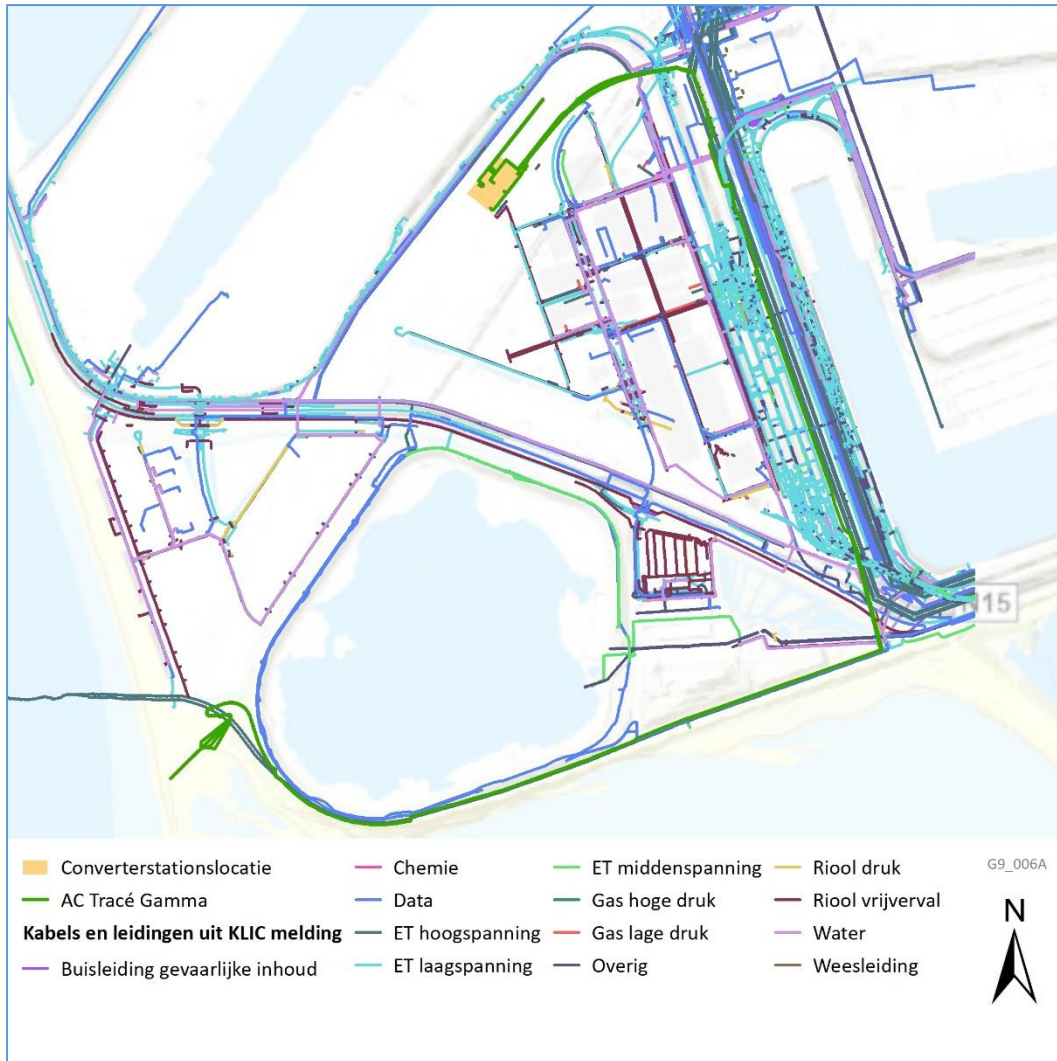 N15
Converterstationslocatie
AC Tracé Gamma
Kabels en leidingen uit KLIC melding
Buisleiding gevaarlijke inhoud
Chemie
Data
ET hoogspanning
ET laagspanning
ET middenspanning
Gas hoge druk
Gas lage druk
Overig
Riool druk
Riool vrijverval
Water
Weesleiding
G9_006A
N